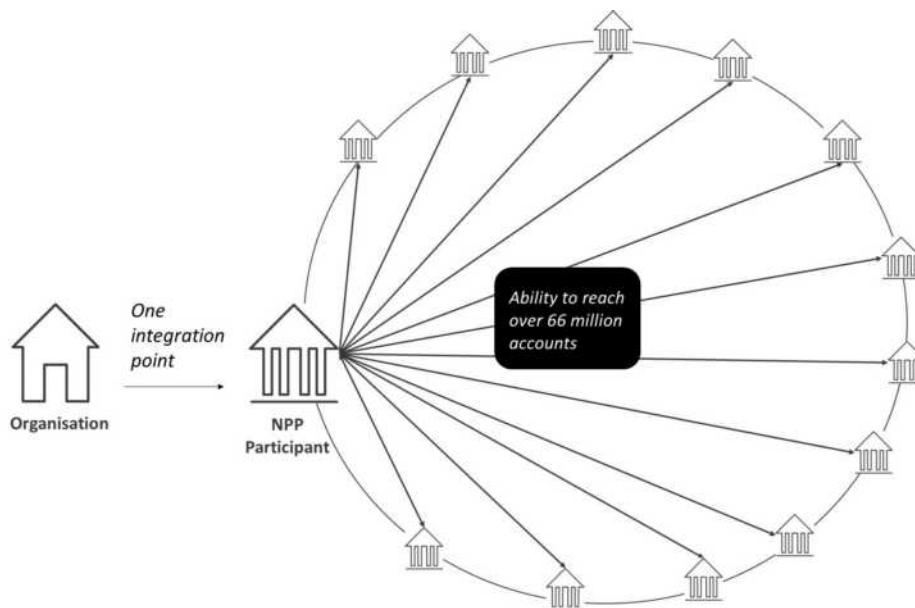 One
integration
point
Organisation
NPP
Participant
Ability to reach
over 66 million
accounts